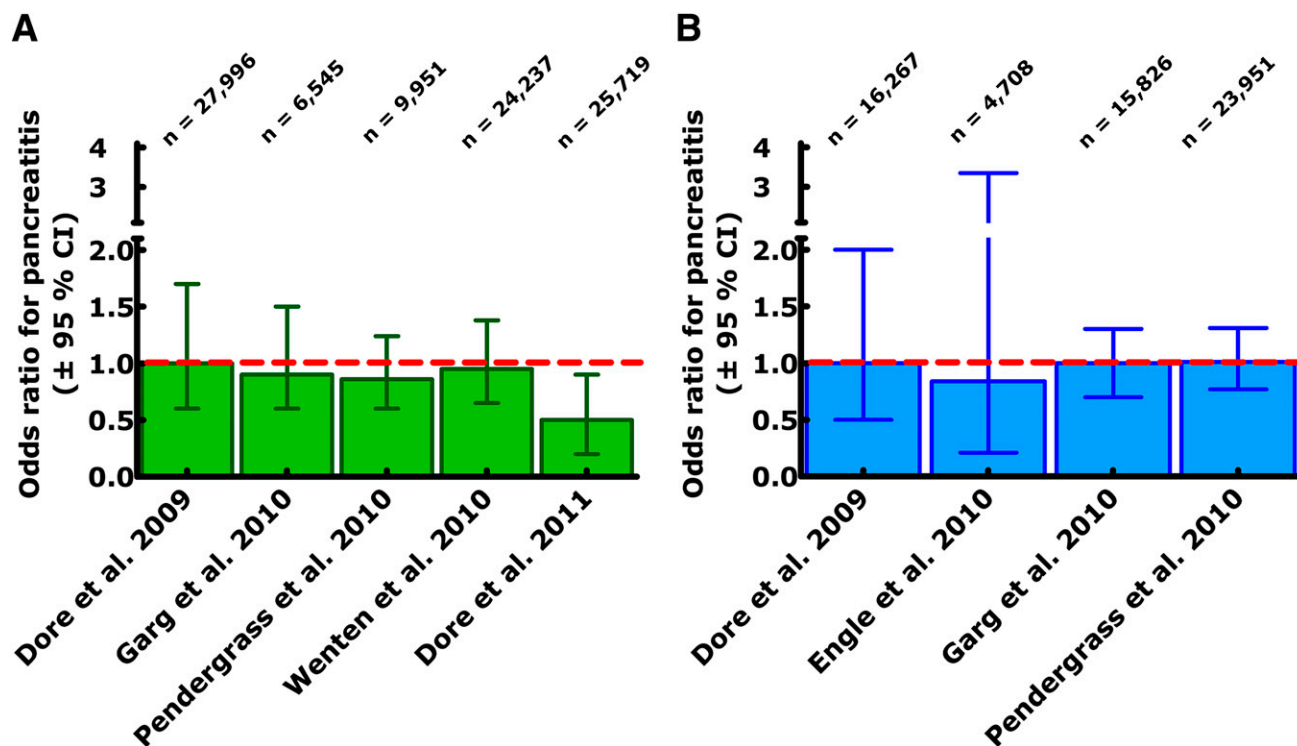 A
n = 27,996
n = 6,545
n = 9,951
n = 24,237
n = 25,719
Odds ratio for pancreatitis
(± 95 % CI)
4
3
2.0
1.5
1.0
0.5
0.0
Dore et al. 2009
Garg et al. 2010
Pendergrass et al. 2010
Wenten et al. 2010
Dore et al. 2011
B
n = 16,267
n = 4,708
n = 15,826
n = 23,951
Odds ratio for pancreatitis
(± 95 % CI)
4
3
2.0
1.5
1.0
0.5
0.0
Dore et al. 2009
Engle et al. 2010
Garg et al. 2010
Pendergrass et al. 2010